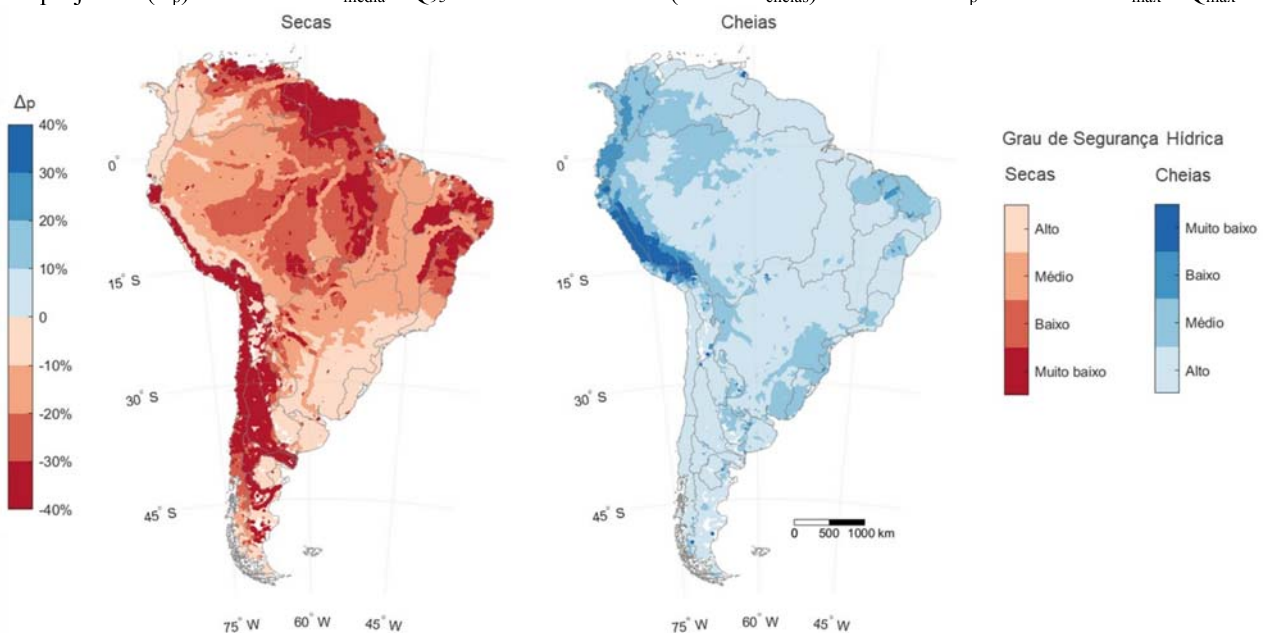 Secas
Cheias
Δp
40%
30%
20%
10%
0
-10%
-20%
-30%
-40%
0°
15° S
30° S
45° S
75° W
60° W
45° W
0°
15° S
30° S
45° S
0 500 1000 km
75° W
60° W
45° W
Grau de Segurança Hídrica
Secas
Alto
Médio
Baixo
Muito baixo
Cheias
Muito baixo
Baixo
Médio
Alto